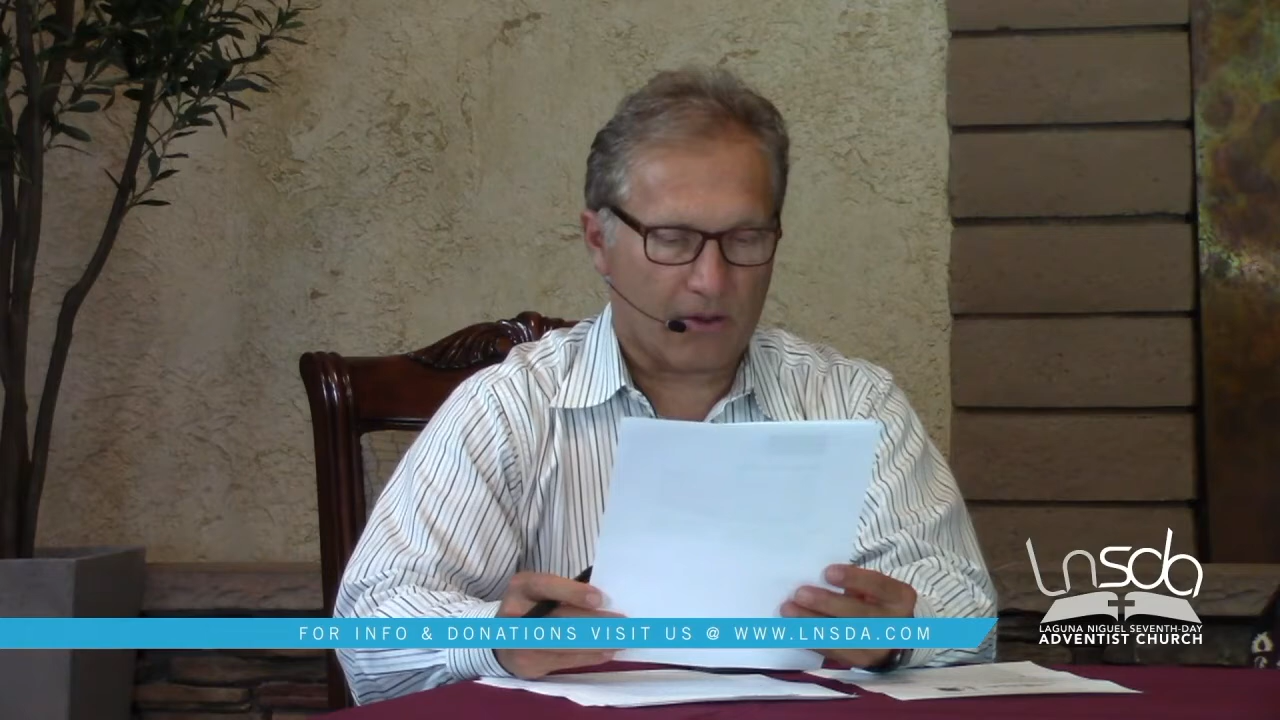 FOR INFO & DONATIONS VISIT US @ WWW.LNSDA.COM
Lnsda
LAGUNA NIGUEL SEVENTH-DAY
ADVENTIST CHURCH